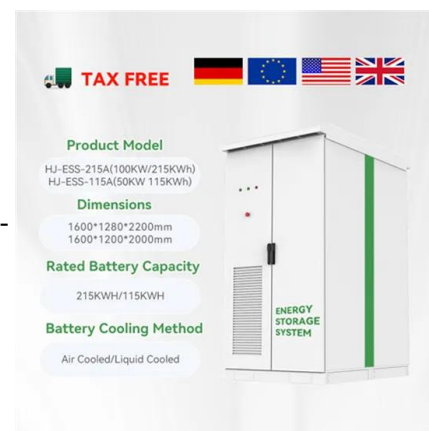 TAX FREE
Product Model
HJ-ESS-215A(100KW/215KWh)
HJ-ESS-115A(50KW 115KWh)
Dimensions
1600*1280*2200mm
1600*1200*2000mm
Rated Battery Capacity
215KWH/115KWH
Battery Cooling Method
Air Cooled/Liquid Cooled
ENERGY
STORAGE
SYSTEM